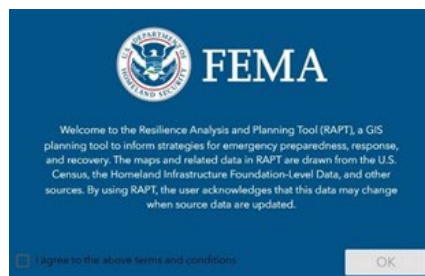 U.S. DEPARTMENT OF
HOMELAND SECURITY
FEMA
Welcome to the Resilience Analysis and Planning Tool (RAPT), a GIS
planning tool to inform strategies for emergency preparedness, response,
and recovery. The maps and related data in RAPT are drawn from the U.S.
Census, the Homeland Infrastructure Foundation-Level Data, and other
sources. By using RAPT, the user acknowledges that this data may change
when source data are updated.
I agree to the above terms and conditions
OK